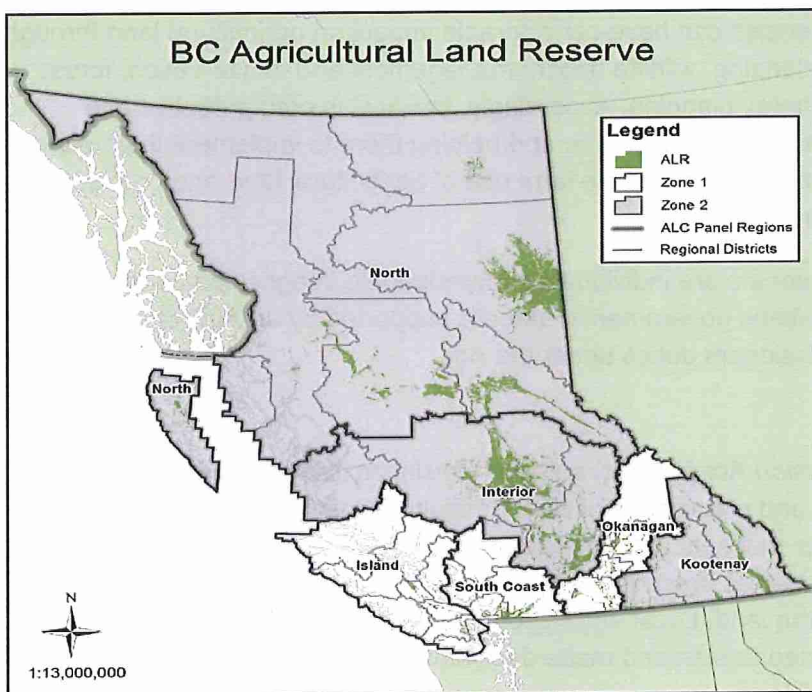 BC Agricultural Land Reserve
Legend
ALR
Zone 1
Zone 2
ALC Panel Regions
Regional Districts
North
North
Interior
Okanagan
Island
South Coast
Kootenay
N
1:13,000,000